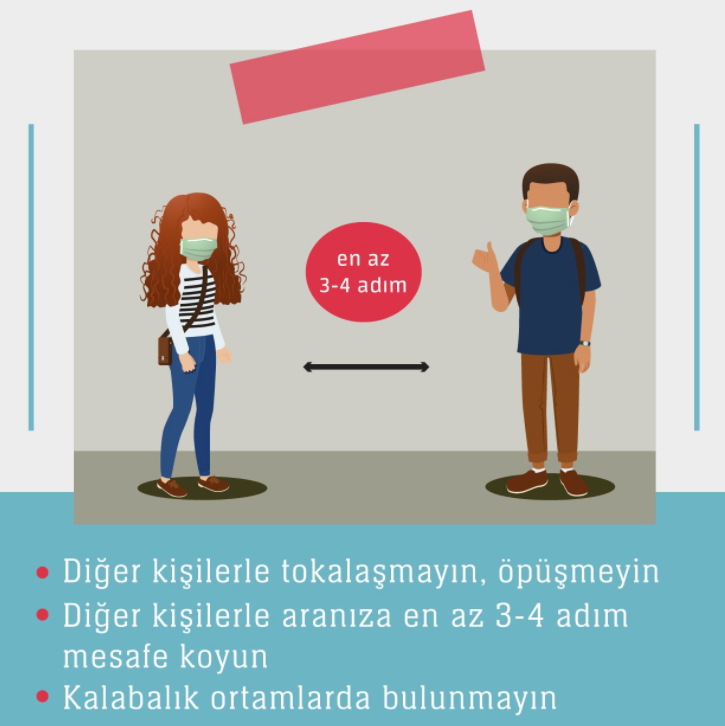 en az
3-4 adım
Diğer kişilerle tokalaşmayın, öpüşmeyin
Diğer kişilerle aranıza en az 3-4 adım
mesafe koyun
Kalabalık ortamlarda bulunmayın